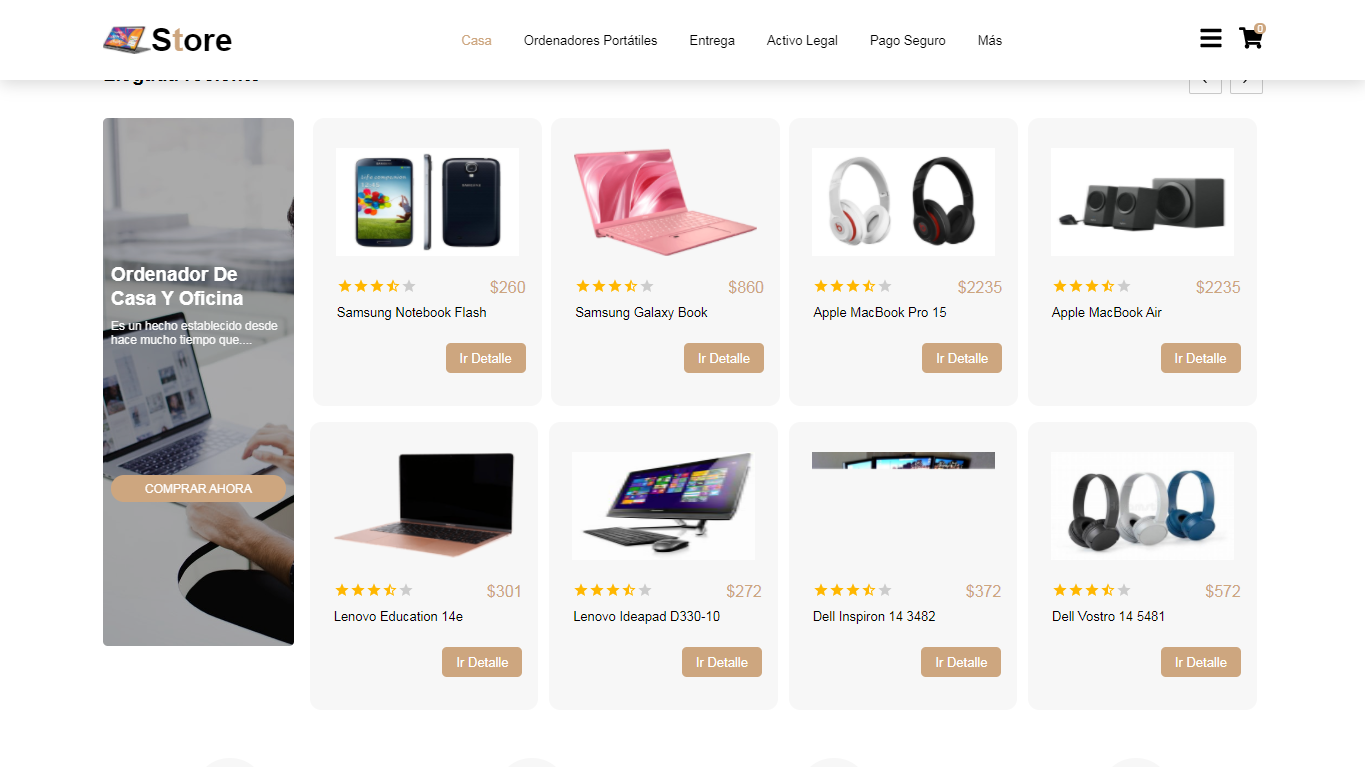 Store
Casa
Ordenadores Portátiles
Entrega
Activo Legal
Pago Seguro
Más
0
Ordenador De
Casa Y Oficina
Es un hecho establecido desde
hace mucho tiempo que....
COMPRAR AHORA
$260
Samsung Notebook Flash
Ir Detalle
$860
Samsung Galaxy Book
Ir Detalle
$2235
Apple MacBook Pro 15
Ir Detalle
$2235
Apple MacBook Air
Ir Detalle
$301
Lenovo Education 14e
Ir Detalle
$272
Lenovo Ideapad D330-10
Ir Detalle
$372
Dell Inspiron 14 3482
Ir Detalle
$572
Dell Vostro 14 5481
Ir Detalle